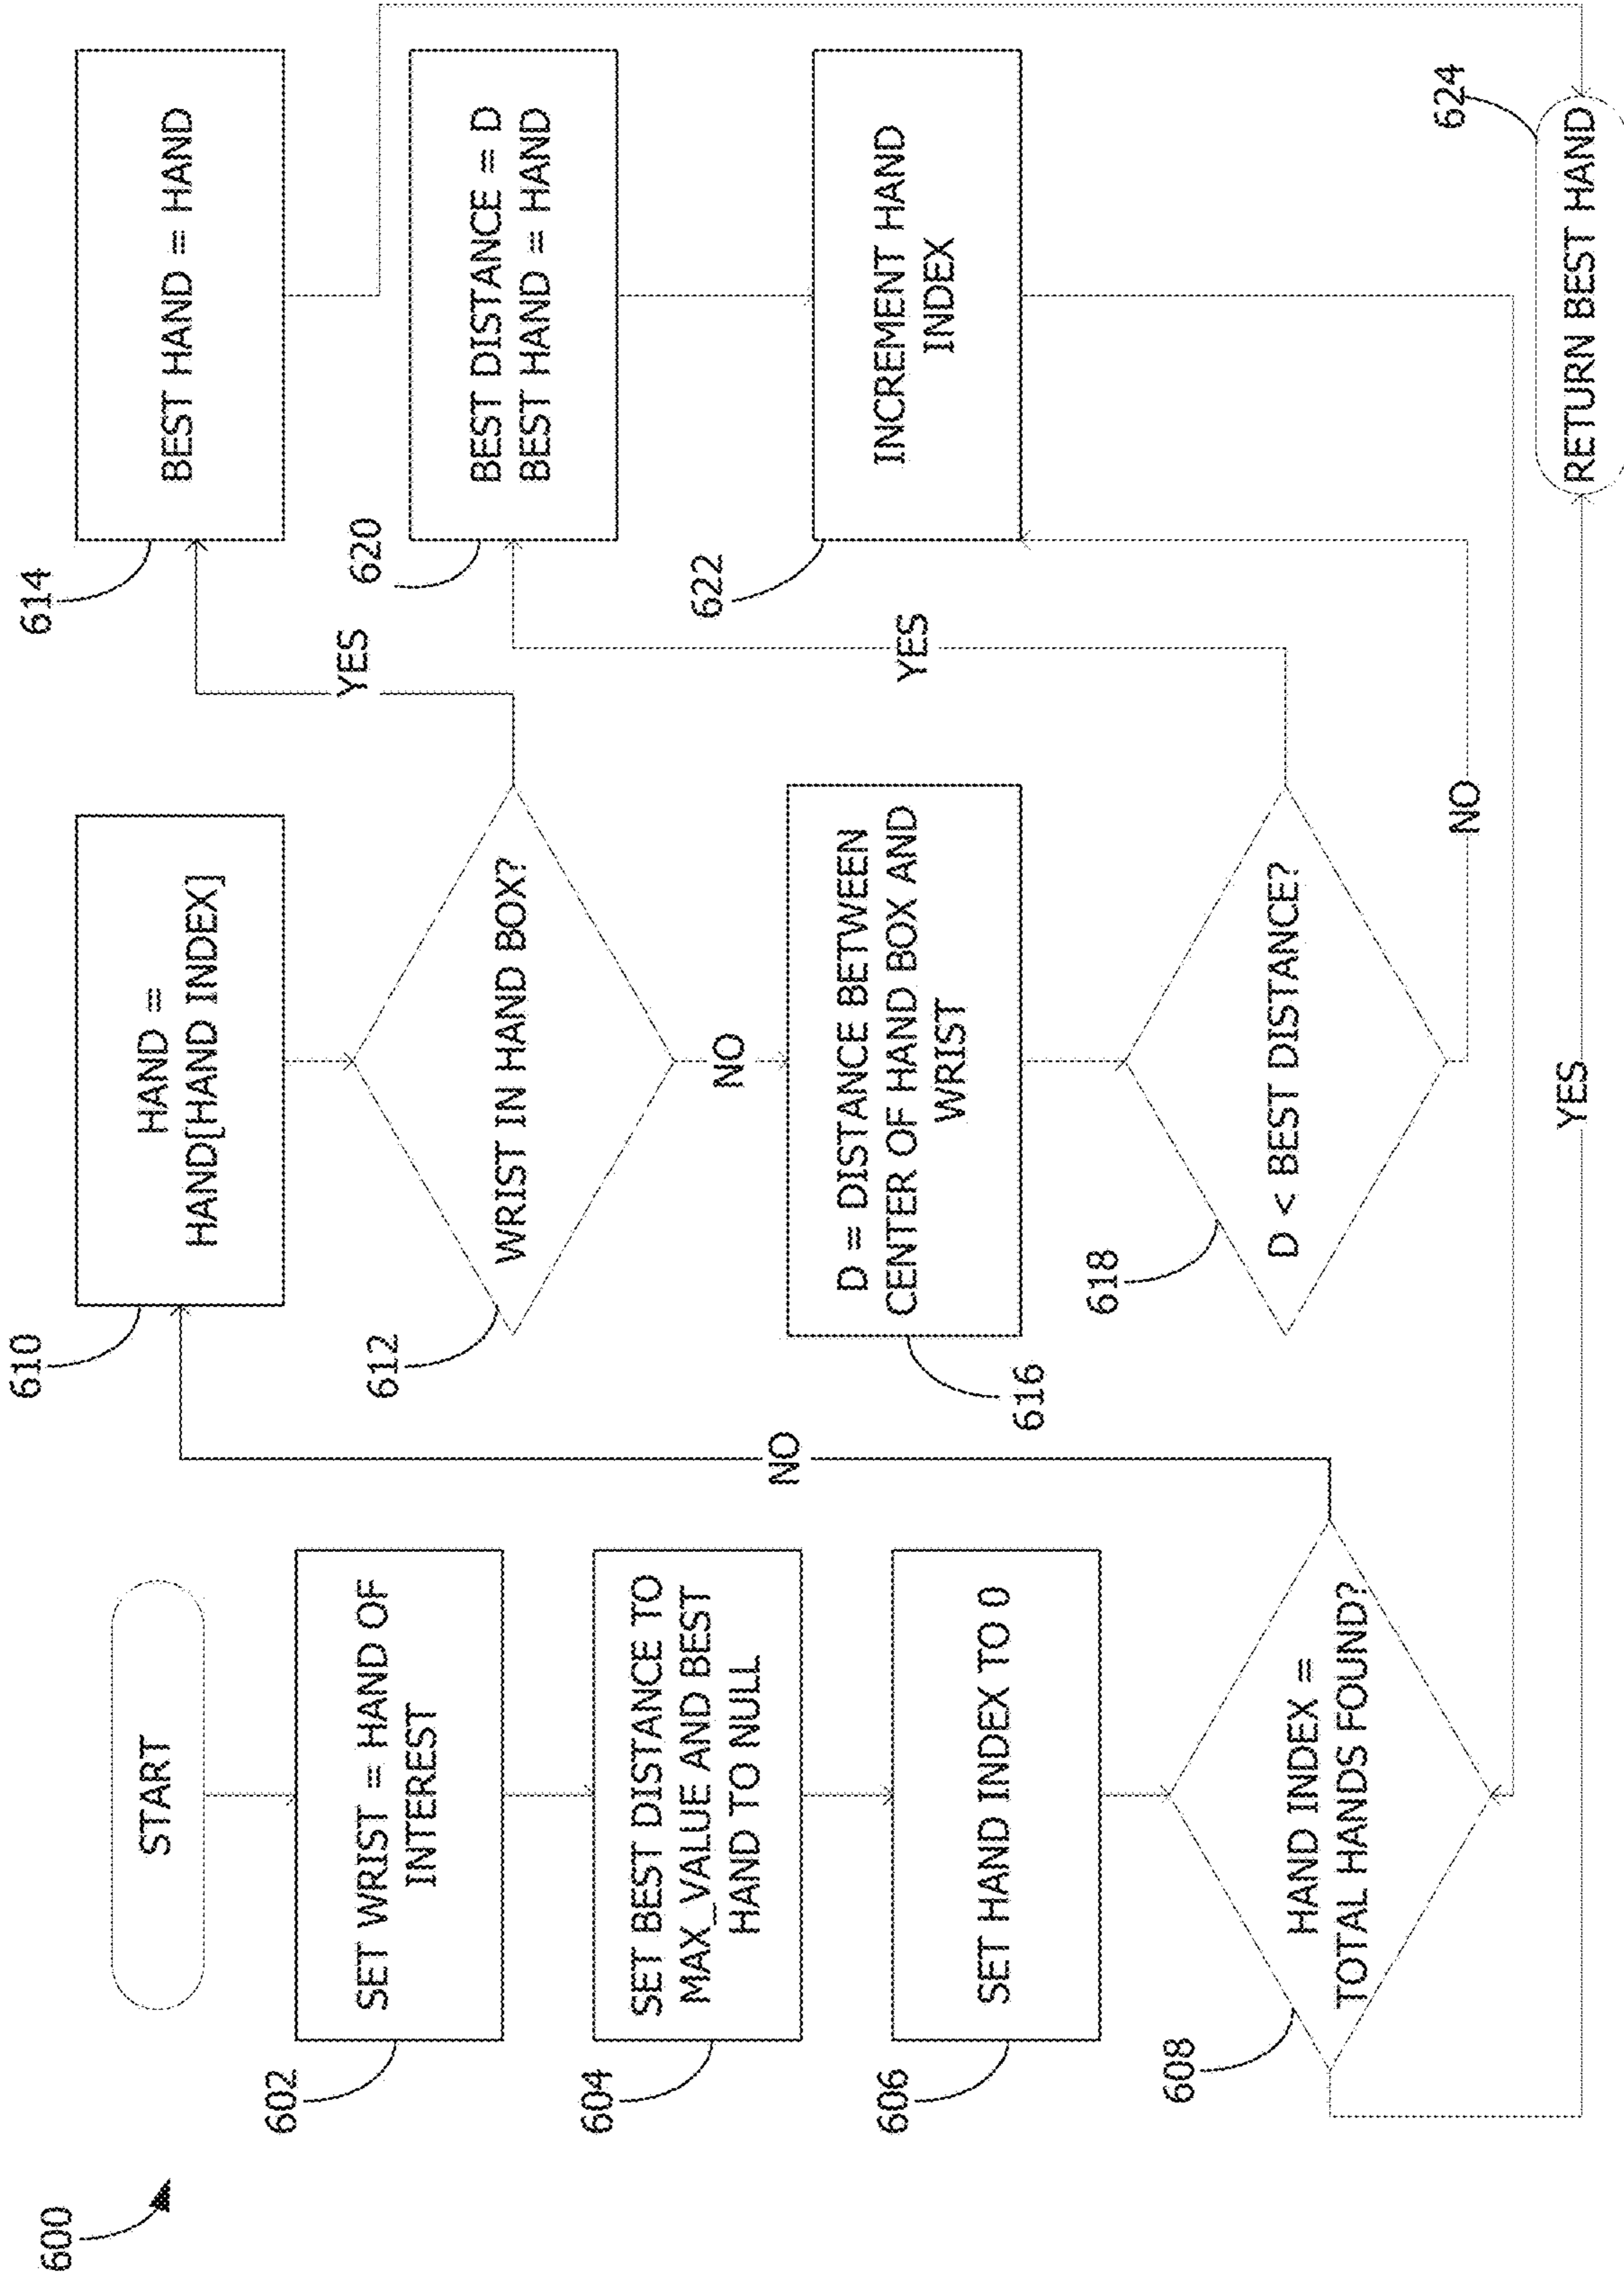 600
START
602
SET WRIST = HAND OF
INTEREST
604
SET BEST DISTANCE TO
MAX_VALUE AND BEST
HAND TO NULL
606
SET HAND INDEX TO 0
608
HAND INDEX =
TOTAL HANDS FOUND?
NO
YES
610
HAND =
HAND[HAND INDEX]
612
WRIST IN HAND BOX?
YES
NO
614
BEST HAND = HAND
616
D = DISTANCE BETWEEN
CENTER OF HAND BOX AND
WRIST
618
D < BEST DISTANCE?
YES
NO
620
BEST DISTANCE = D
BEST HAND = HAND
622
INCREMENT HAND
INDEX
624
RETURN BEST HAND